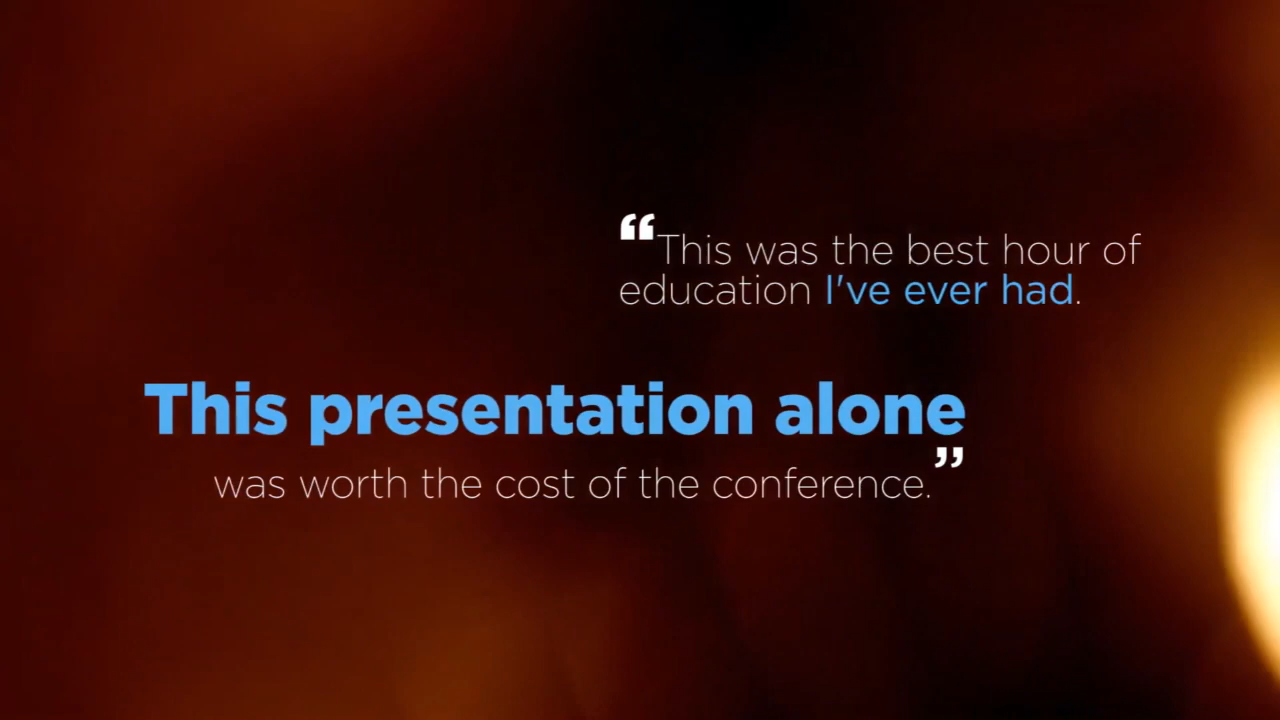 “This was the best hour of
education I've ever had.
This presentation alone
was worth the cost of the conference.”